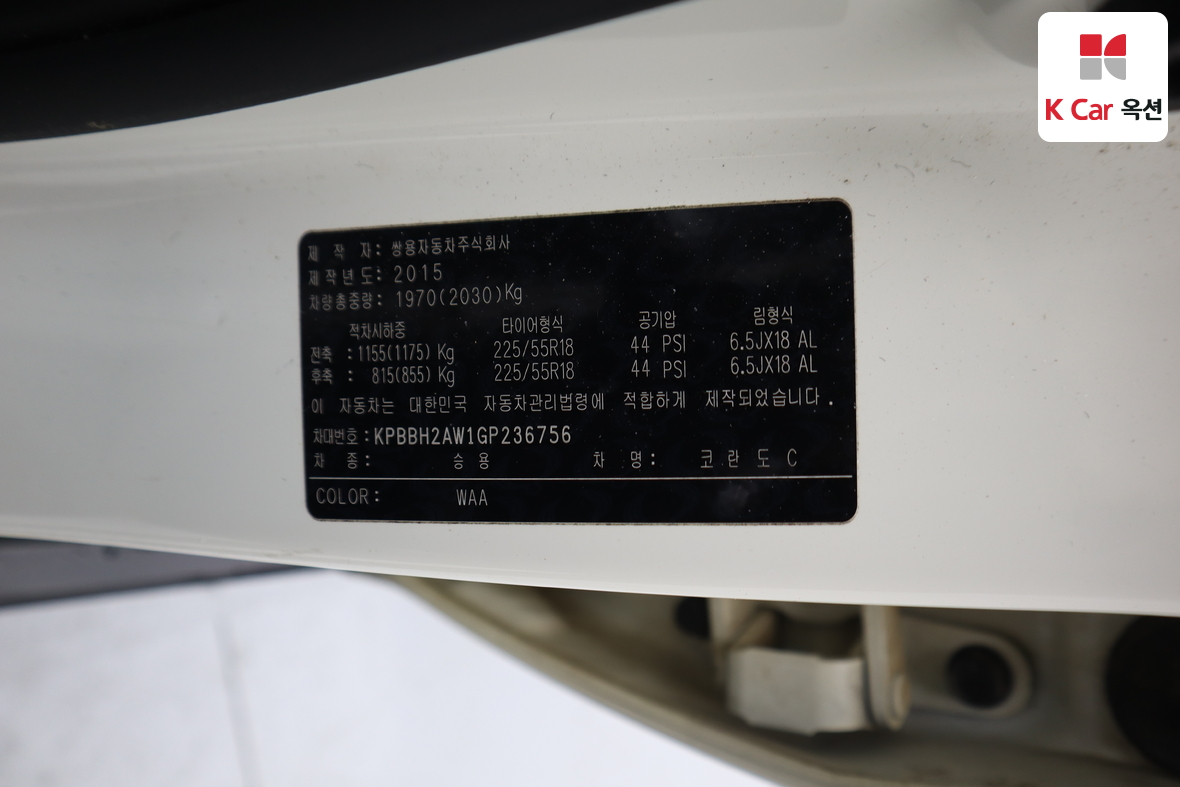 K Car 옥션
제 작 자: 쌍용자동차주식회사
제작년도: 2015
차량총중량: 1970(2030)Kg
적차시하중 타이어형식 공기압 림형식
전축 : 1155(1175) Kg 225/55R18 44 PSI 6.5JX18 AL
후축 : 815(855) Kg 225/55R18 44 PSI 6.5JX18 AL
이 자동차는 대한민국 자동차관리법령에 적합하게 제작되었습니다.
차대번호: KPBBH2AW1GP236756
차 종: 승 용 차 명: 코 란 도 C
COLOR: WAA